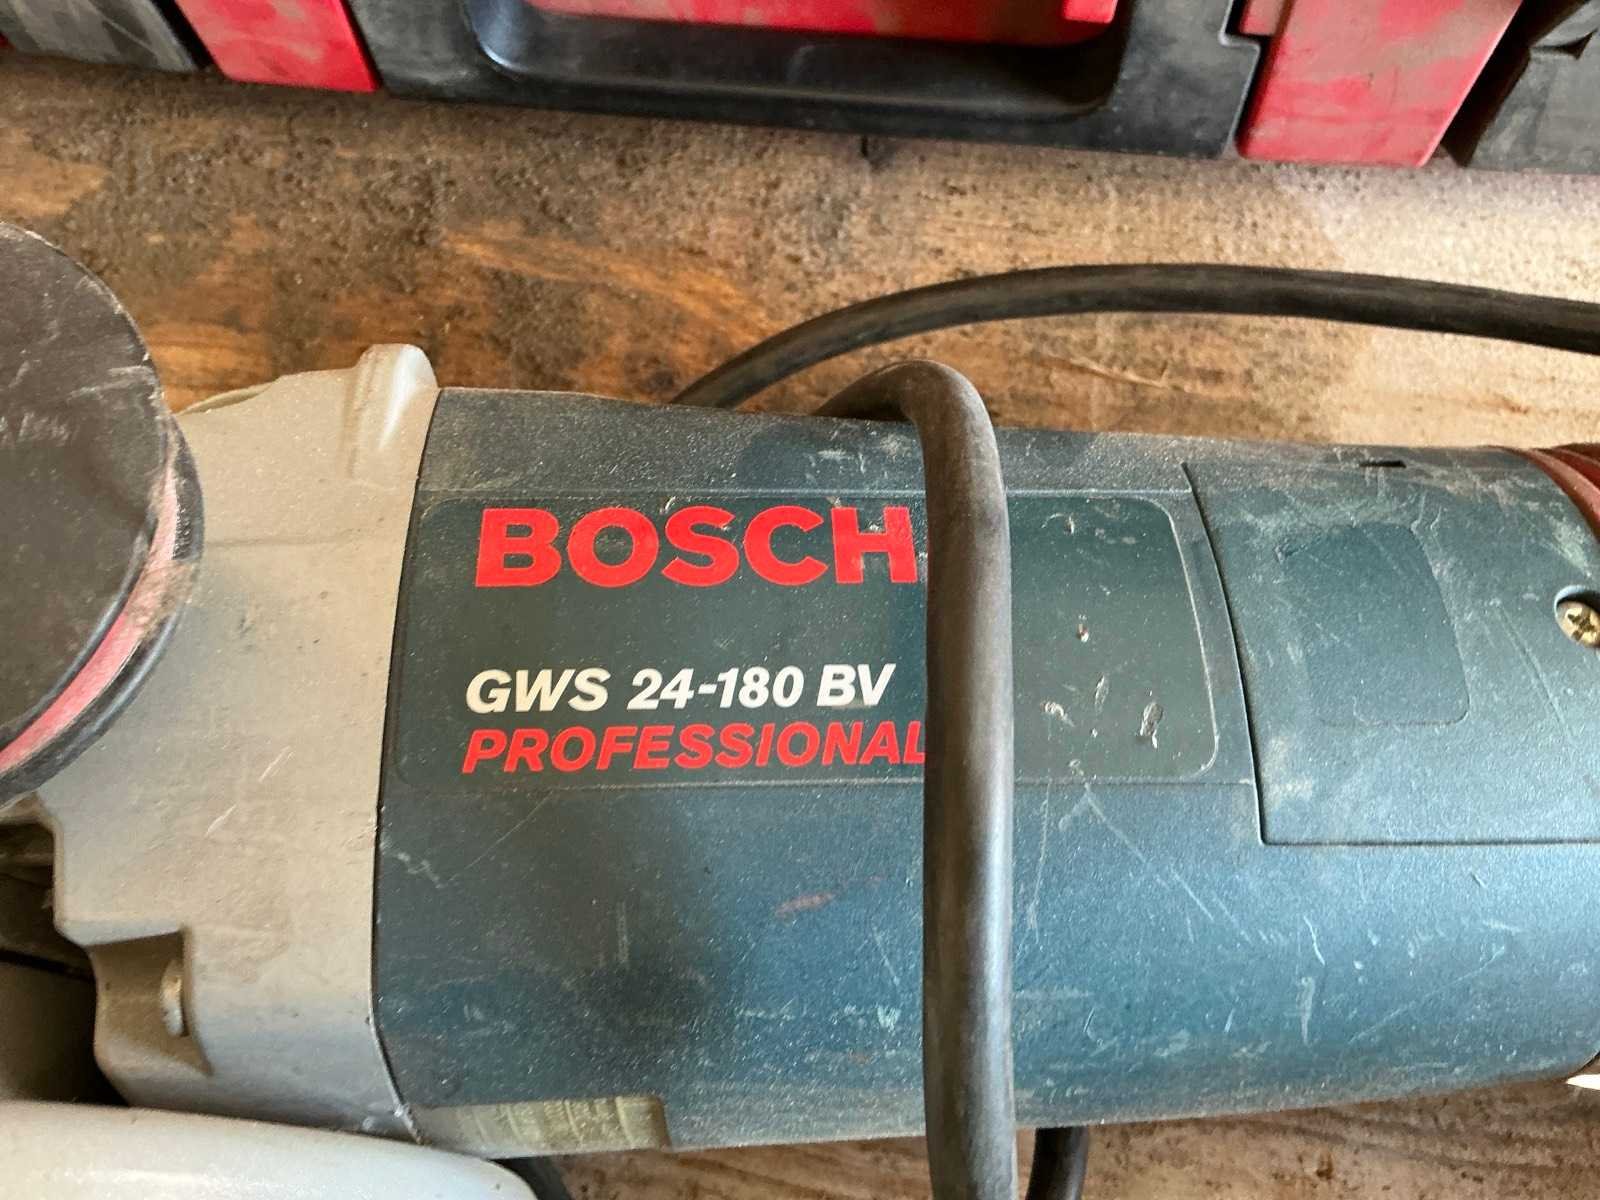 BOSCH
GWS 24-180 BV
PROFESSIONAL